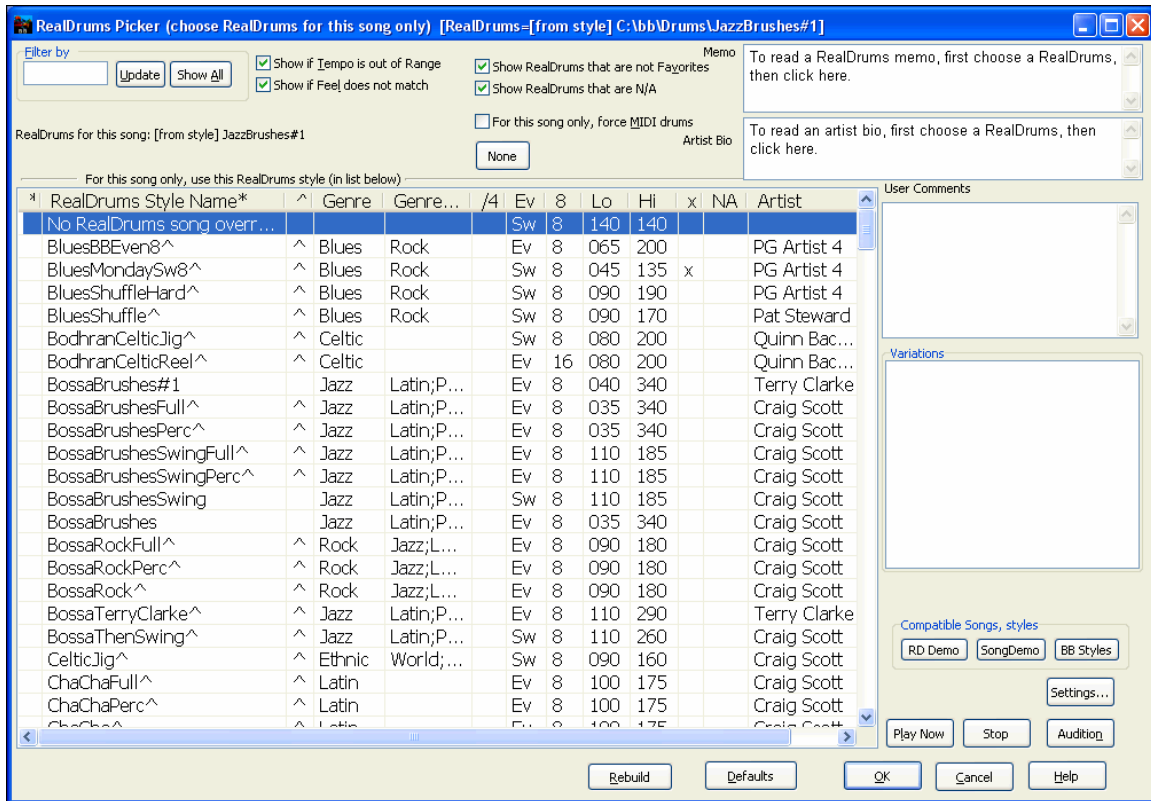 RealDrums Picker (choose RealDrums for this song only) [RealDrums=[from style] C:\bb\Drums\JazzBrushes#1]
Filter by
Update Show All
Show if Tempo is out of Range
Show if Feel does not match
Show RealDrums that are not Favorites
Show RealDrums that are N/A
For this song only, force MIDI drums
None
Memo
To read a RealDrums memo, first choose a RealDrums,
then click here.
Artist Bio
To read an artist bio, first choose a RealDrums, then
click here.
RealDrums for this song: [from style] JazzBrushes#1
For this song only, use this RealDrums style (in list below)
* RealDrums Style Name* ^ Genre Genre... /4 Ev 8 Lo Hi x NA Artist
No RealDrums song overr... Sw 8 140 140
BluesBBEven8^ ^ Blues Rock Ev 8 065 200 PG Artist 4
BluesMondaySw8^ ^ Blues Rock Sw 8 045 135 x PG Artist 4
BluesShuffleHard^ ^ Blues Rock Sw 8 090 190 PG Artist 4
BluesShuffle^ ^ Blues Rock Sw 8 090 170 Pat Steward
BodhranCelticJig^ ^ Celtic Sw 8 080 200 Quinn Bac...
BodhranCelticReel^ ^ Celtic Ev 16 080 200 Quinn Bac...
BossaBrushes#1 Jazz Latin;P... Ev 8 040 340 Terry Clarke
BossaBrushesFull^ ^ Jazz Latin;P... Ev 8 035 340 Craig Scott
BossaBrushesPerc^ ^ Jazz Latin;P... Ev 8 035 340 Craig Scott
BossaBrushesSwingFull^ ^ Jazz Latin;P... Ev 8 110 185 Craig Scott
BossaBrushesSwingPerc^ ^ Jazz Latin;P... Ev 8 110 185 Craig Scott
BossaBrushesSwing Jazz Latin;P... Sw 8 110 185 Craig Scott
BossaBrushes Jazz Latin;P... Ev 8 035 340 Craig Scott
BossaRockFull^ ^ Rock Jazz;L... Ev 8 090 180 Craig Scott
BossaRockPerc^ ^ Rock Jazz;L... Ev 8 090 180 Craig Scott
BossaRock^ ^ Rock Jazz;L... Ev 8 090 180 Craig Scott
BossaTerryClarke^ ^ Jazz Latin;P... Ev 8 110 290 Terry Clarke
BossaThenSwing^ ^ Jazz Latin;P... Sw 8 110 260 Craig Scott
CelticJig^ ^ Ethnic World;... Sw 8 090 160 Craig Scott
ChaChaFull^ ^ Latin Ev 8 100 175 Craig Scott
ChaChaPerc^ ^ Latin Ev 8 100 175 Craig Scott
ChaCha^ ^ Latin Ev 8 100 175 Craig Scott
User Comments
Variations
Compatible Songs, styles
RD Demo SongDemo BB Styles
Settings...
Play Now Stop Audition
Rebuild Defaults OK Cancel Help